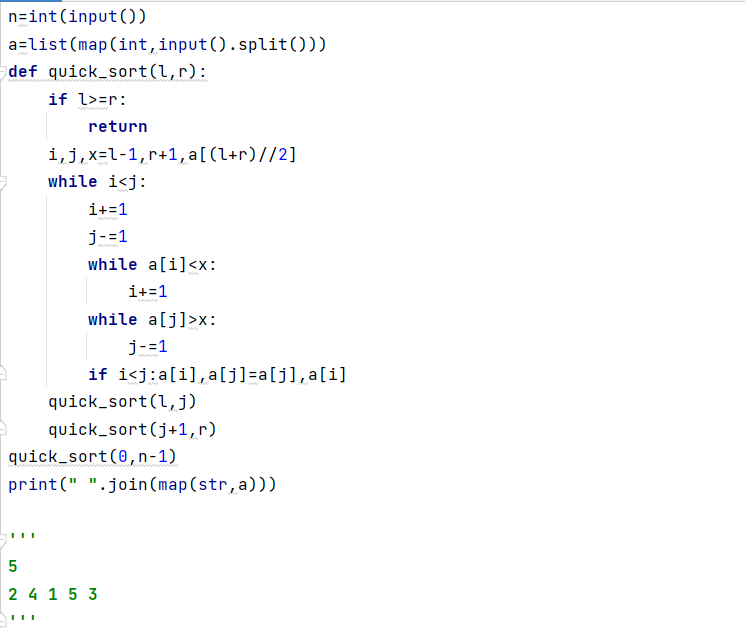 n=int(input())
a=list(map(int,input().split()))
def quick_sort(l,r):
    if l>=r:
        return
    i,j,x=l-1,r+1,a[(l+r)//2]
    while i<j:
        i+=1
        j-=1
        while a[i]<x:
            i+=1
        while a[j]>x:
            j-=1
        if i<j:a[i],a[j]=a[j],a[i]
    quick_sort(l,j)
    quick_sort(j+1,r)
quick_sort(0,n-1)
print(" ".join(map(str,a)))

'''
5
2 4 1 5 3
'''